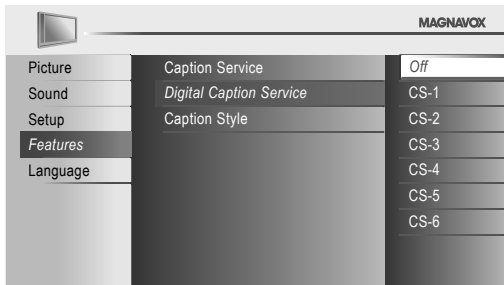 MAGNAVOX
Picture
Sound
Setup
Features
Language
Caption Service
Digital Caption Service
Caption Style
Off
CS-1
CS-2
CS-3
CS-4
CS-5
CS-6